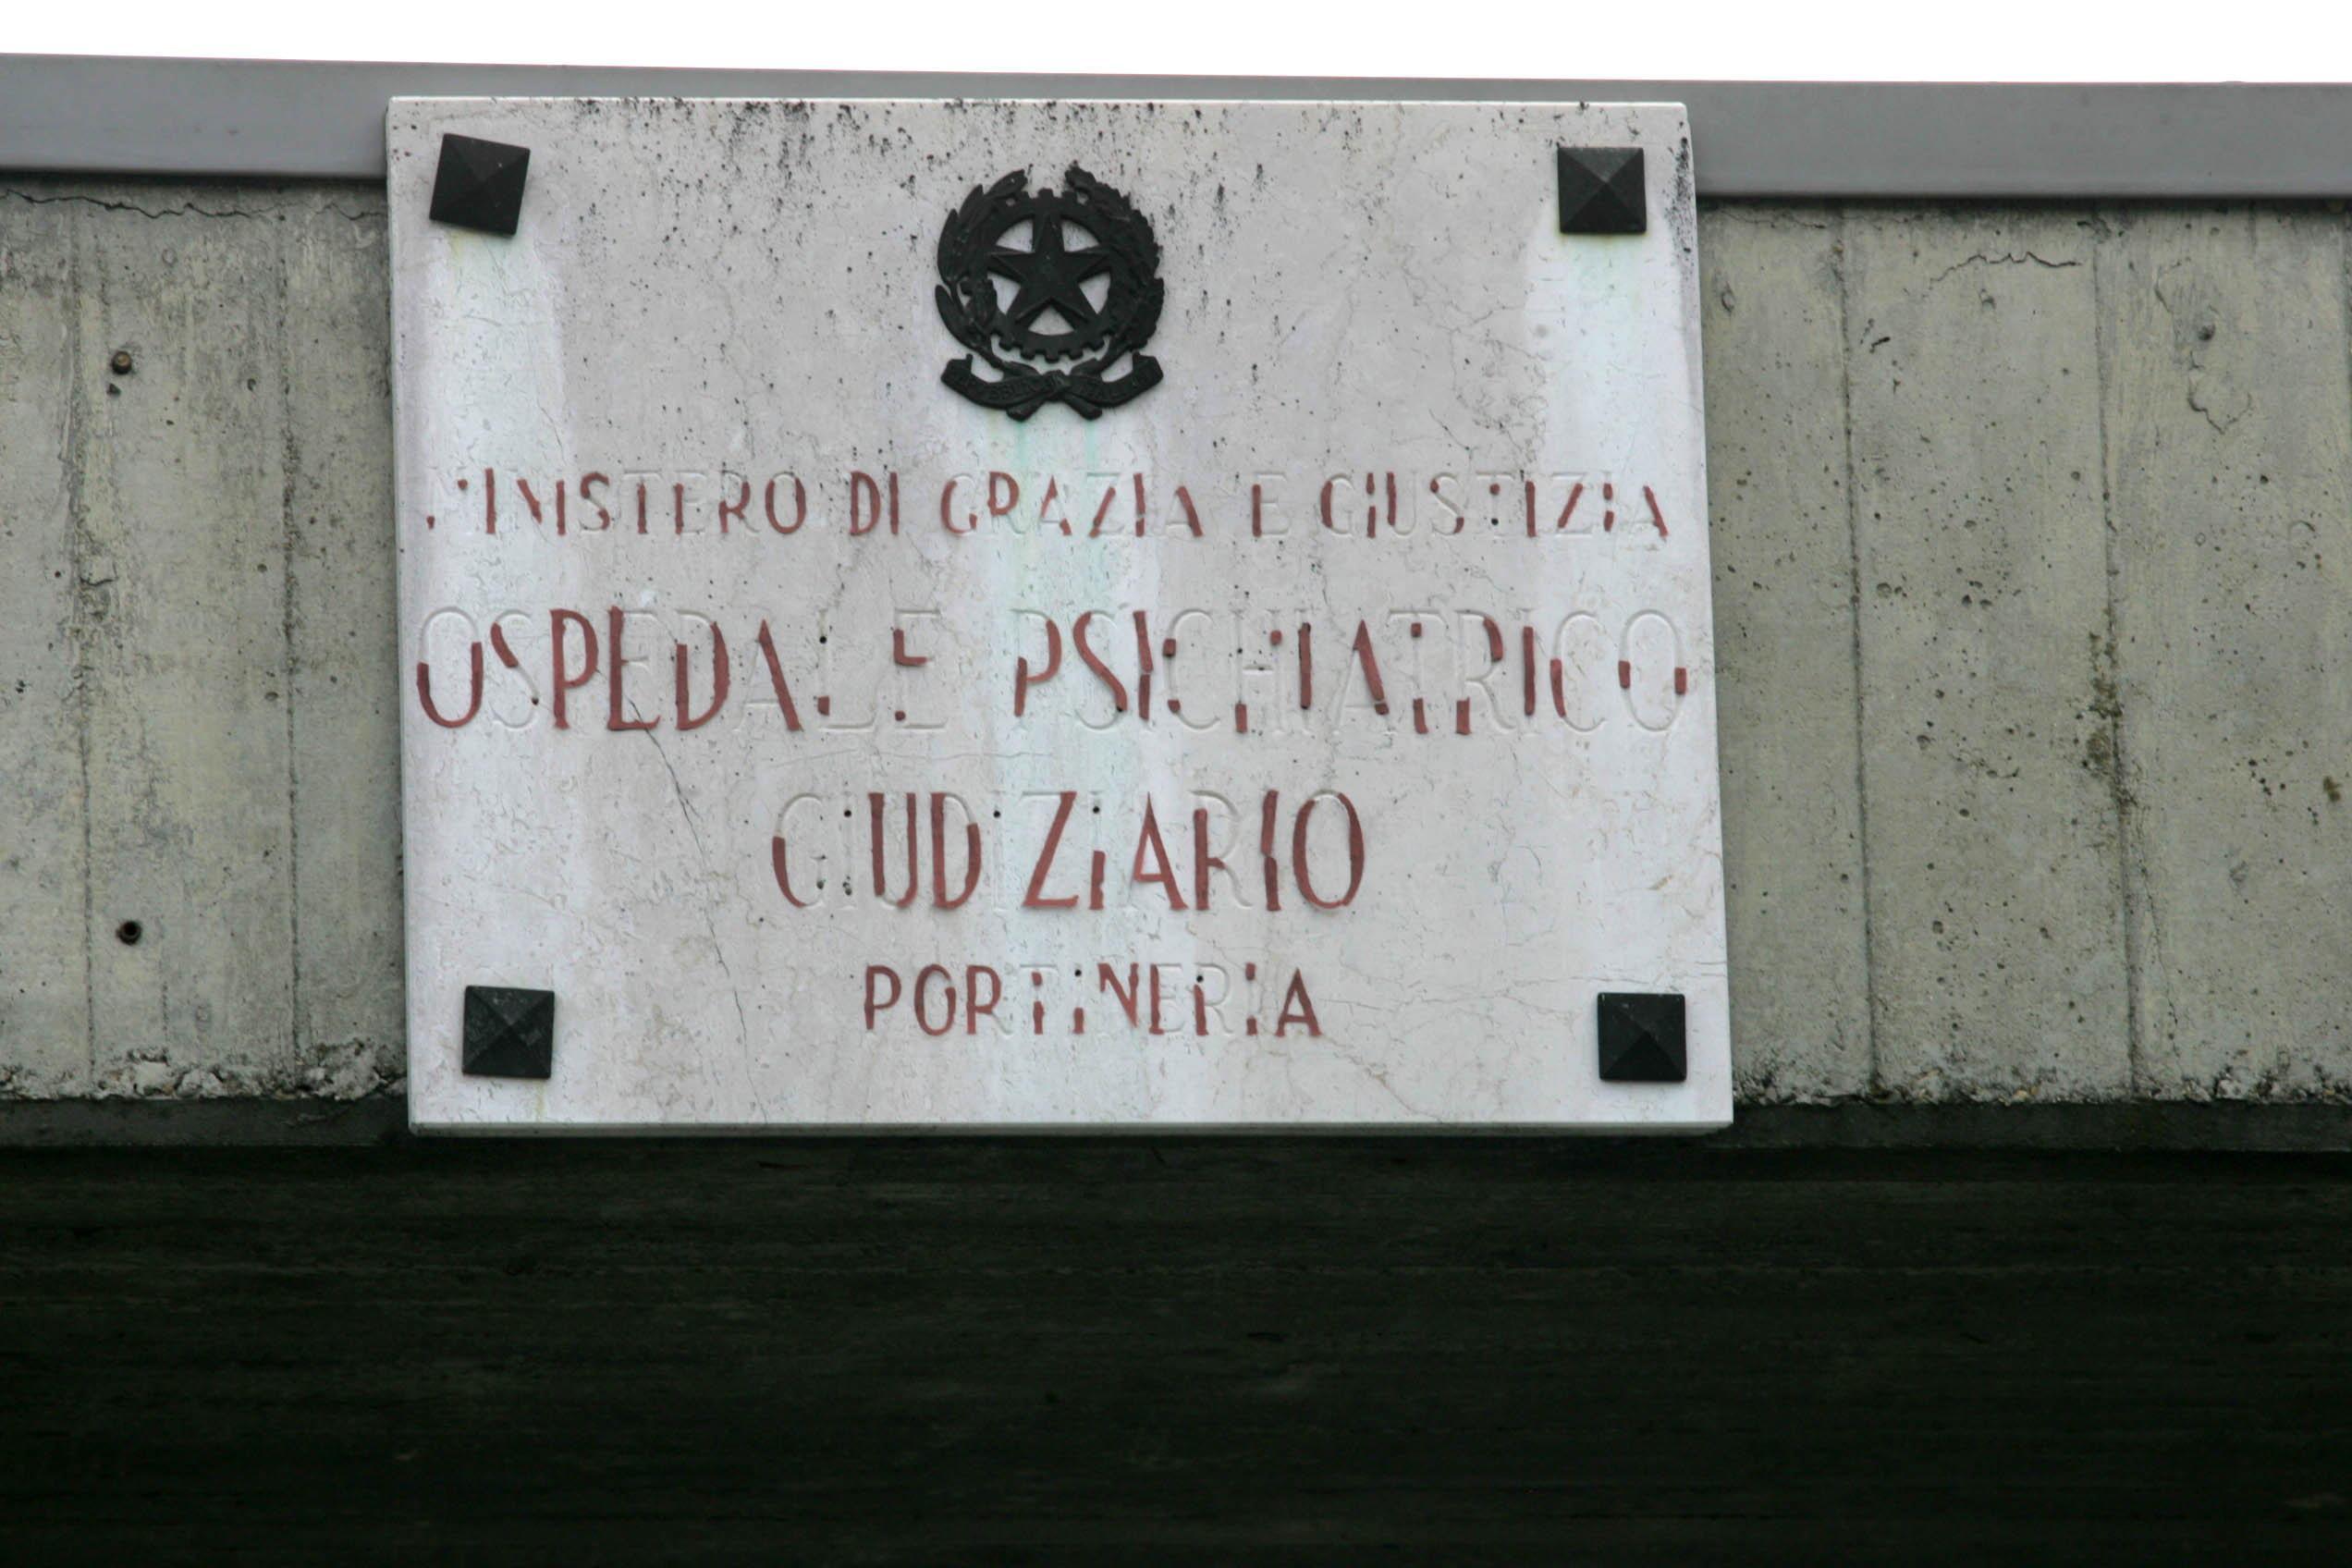 MINISTERO DI GRAZIA E GIUSTIZIA
OSPEDALE PSICHIATRICO
GIUDIZIARIO
PORTINERIA